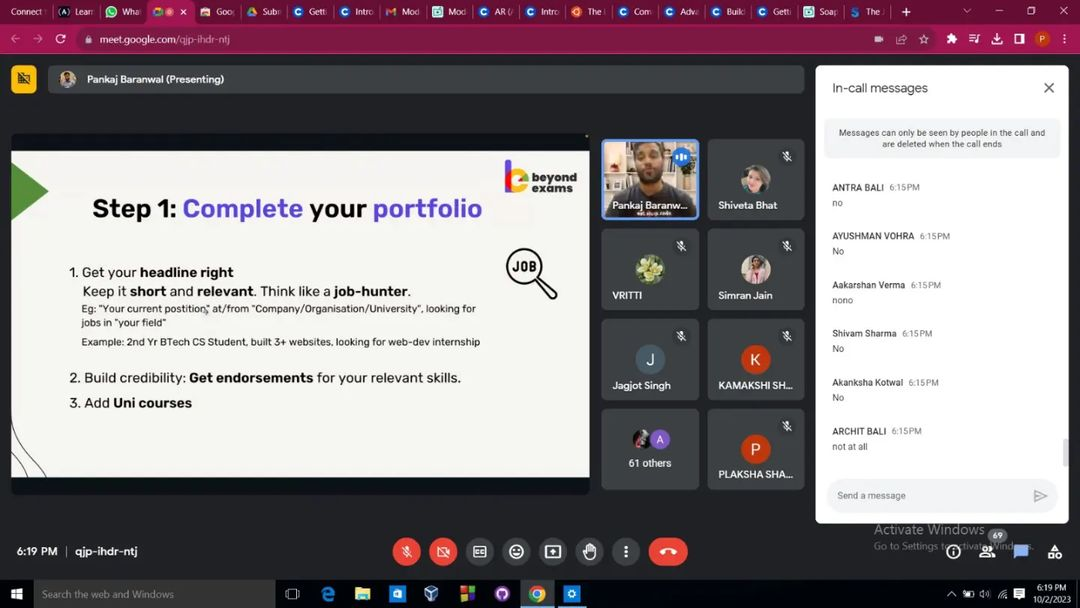 Connect
Learn
What
Goo
Sub
Gett
Intro
Mod
Mod
AR (
Intro
The I
Com
Adva
Buil
Gett
Soap
The J
meet.google.com/qjp-ihdr-ntj
P
Pankaj Baranwal (Presenting)
beyond
exams
Step 1: Complete your portfolio
JOB
1. Get your headline right
Keep it short and relevant. Think like a job-hunter.
Eg: "Your current postition" at/from "Company/Organisation/University", looking for
jobs in "your field"
Example: 2nd Yr BTech CS Student, built 3+ websites, looking for web-dev internship
2. Build credibility: Get endorsements for your relevant skills.
3. Add Uni courses
Pankaj Baranw...
Shiveta Bhat
VRITTI
Simran Jain
J
Jagjot Singh
K
KAMAKSHI SH...
A
61 others
P
PLAKSHA SHA...
In-call messages
Messages can only be seen by people in the call and
are deleted when the call ends
ANTRA BALI 6:15PM
no
AYUSHMAN VOHRA 6:15PM
No
Aakarshan Verma 6:15PM
nono
Shivam Sharma 6:15PM
No
Akanksha Kotwal 6:15PM
No
ARCHIT BALI 6:15PM
not at all
Send a message
Activate Windows
Go to Settings to activate Windows.
69
6:19 PM | qjp-ihdr-ntj
Search the web and Windows
6:19 PM
10/2/2023